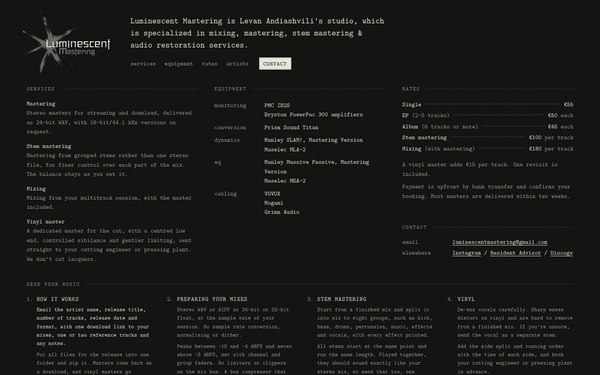 Luminescent
Mastering
Luminescent Mastering is Levan Andiashvili's studio, which
is specialized in mixing, mastering, stem mastering &
audio restoration services.
services equipment rates artists CONTACT
SERVICES
Mastering
Stereo masters for streaming and download, delivered
as 24-bit WAV, with 16-bit/44.1 kHz versions on
request.
Stem mastering
Mastering from grouped stems rather than one stereo
file, for finer control over each part of the mix.
The balance stays as you set it.
Mixing
Mixing from your multitrack session, with the master
included.
Vinyl master
A dedicated master for the cut, with a centred low
end, controlled sibilance and gentler limiting, sent
straight to your cutting engineer or pressing plant.
We don't cut lacquers.
EQUIPMENT
monitoring PMC IB2S
Bryston PowerPac 300 amplifiers
conversion Prism Sound Titan
dynamics Manley SLAM!, Mastering Version
Maselec MLA-2
eq Manley Massive Passive, Mastering
Version
Maselec MEA-2
cabling VOVOX
Mogami
Grimm Audio
RATES
Single €55
EP (2–5 tracks) €50 each
Album (6 tracks or more) €45 each
Stem mastering €100 per track
Mixing (with mastering) €180 per track
A vinyl master adds €15 per track. One revisit is
included.
Payment is upfront by bank transfer and confirms your
booking. Most masters are delivered within two weeks.
CONTACT
email luminescentmastering@gmail.com
elsewhere Instagram / Resident Advisor / Discogs
SEND YOUR MUSIC
1. HOW IT WORKS
Email the artist name, release title,
number of tracks, release date and
format, with one download link to your
mixes, one or two reference tracks and
any notes.
Put all files for the release into one
folder and zip it. Masters come back as
a download, and vinyl masters go
2. PREPARING YOUR MIXES
Stereo WAV or AIFF at 24-bit or 32-bit
float, at the sample rate of your
session. No sample rate conversion,
normalizing or dither.
Peaks between −10 and −4 dBFS and never
above −3 dBFS, set with channel and
group faders. No limiters or clippers
on the mix bus. A bus compressor that
3. STEM MASTERING
Start from a finished mix and split it
into six to eight groups, such as kick,
bass, drums, percussion, music, effects
and vocals, with every effect printed.
All stems start at the same point and
run the same length. Played together,
they should sound exactly like your
stereo mix, so send that too, one
4. VINYL
De-ess vocals carefully. Sharp esses
distort on vinyl and are hard to remove
from a finished mix. If you're unsure,
send the vocal as a separate stem.
Add the side split and running order
with the time of each side, and book
your cutting engineer or pressing plant